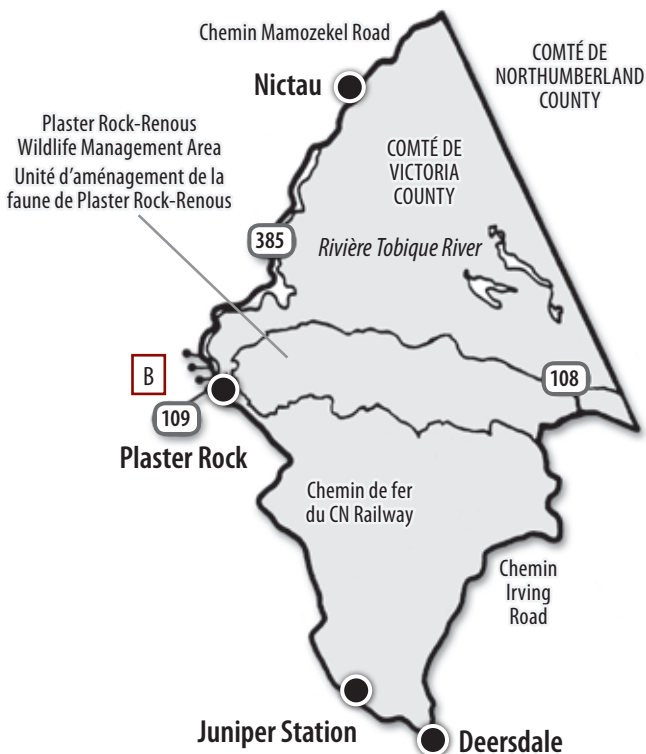 Chemin Mamozekel Road
COMTÉ DE
NORTHUMBERLAND
COUNTY
Nictau
Plaster Rock-Renous
Wildlife Management Area
Unité d’aménagement de la
faune de Plaster Rock-Renous
COMTÉ DE
VICTORIA
COUNTY
385
Rivière Tobique River
B
108
109
Plaster Rock
Chemin de fer
du CN Railway
Chemin
Irving
Road
Juniper Station
Deersdale